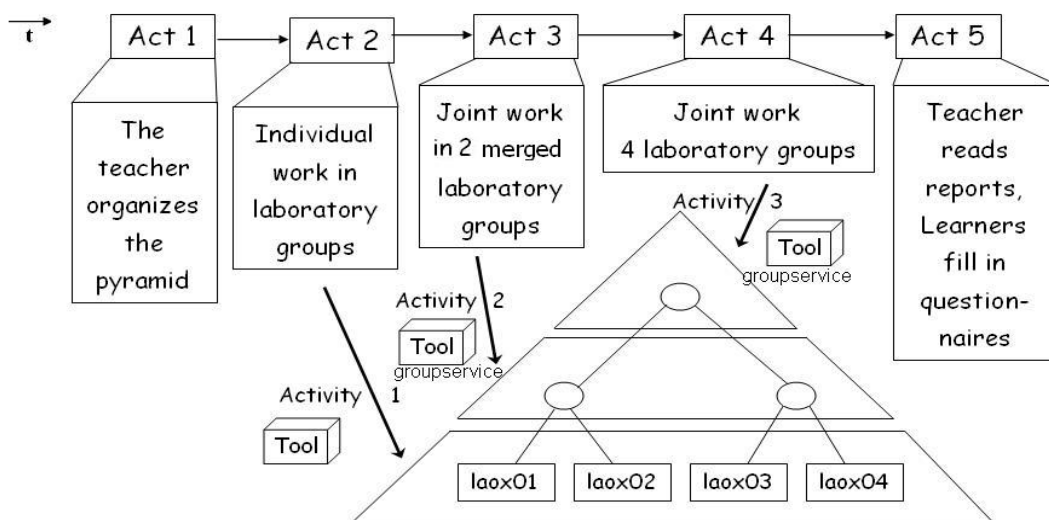 t
Act 1
Act 2
Act 3
Act 4
Act 5
The
teacher
organizes
the
pyramid
Individual
work in
laboratory
groups
Joint work
in 2 merged
laboratory
groups
Joint work
4 laboratory groups
Teacher
reads
reports,
Learners
fill in
question-
naires
Activity 3
Tool
groupservice
Activity 2
Tool
groupservice
Activity 1
Tool
laox01
laox02
laox03
laox04